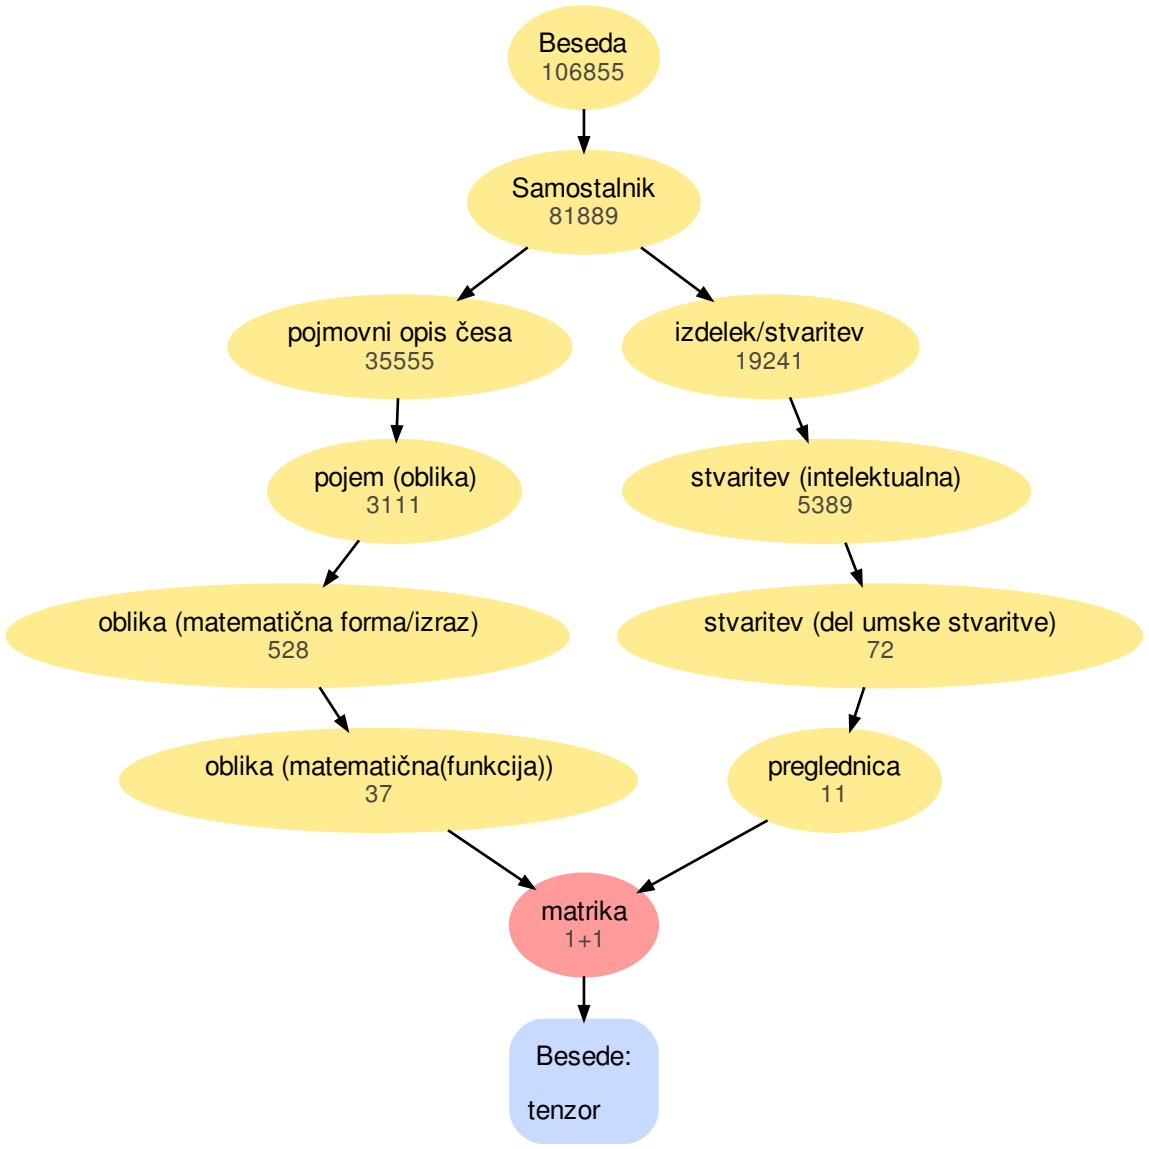 Beseda
106855
Samostalnik
81889
pojmovni opis česa
35555
izdelek/stvaritev
19241
pojem (oblika)
3111
stvaritev (intelektualna)
5389
oblika (matematična forma/izraz)
528
stvaritev (del umske stvaritve)
72
oblika (matematična(funkcija))
37
preglednica
11
matrika
1+1
Besede:
tenzor